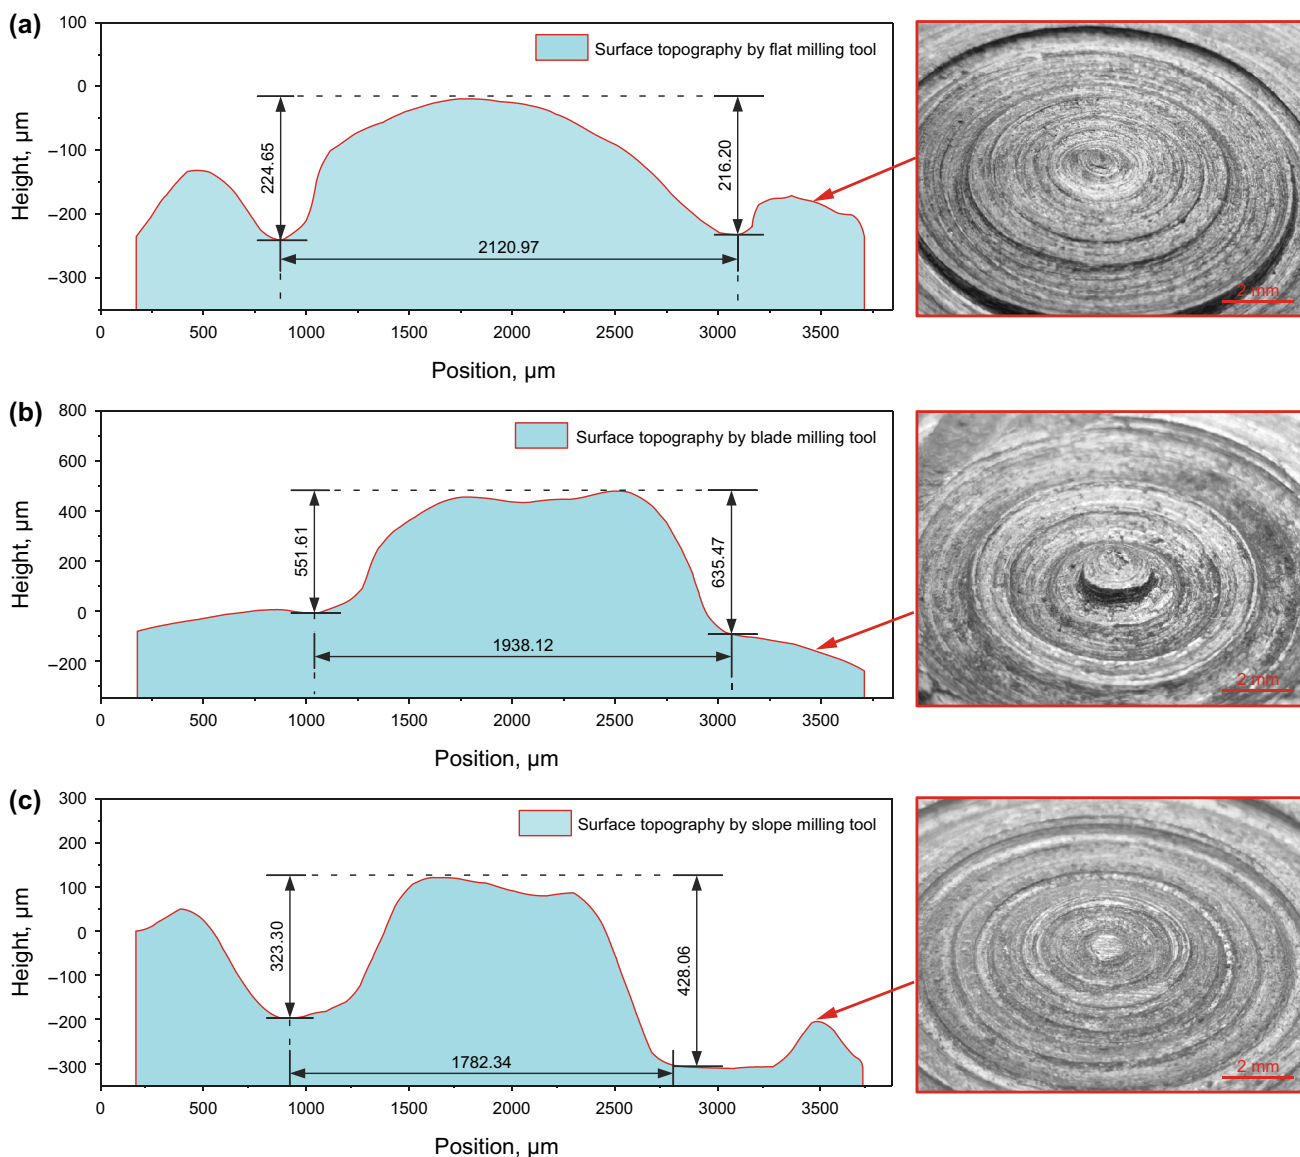 (a)
100
0
−100
−200
−300
Height, µm
Surface topography by flat milling tool
224.65
216.20
2120.97
0 500 1000 1500 2000 2500 3000 3500
Position, µm
2 mm
(b)
800
600
400
200
0
−200
Height, µm
Surface topography by blade milling tool
551.61
635.47
1938.12
0 500 1000 1500 2000 2500 3000 3500
Position, µm
2 mm
(c)
300
200
100
0
−100
−200
−300
Height, µm
Surface topography by slope milling tool
323.30
428.06
1782.34
0 500 1000 1500 2000 2500 3000 3500
Position, µm
2 mm